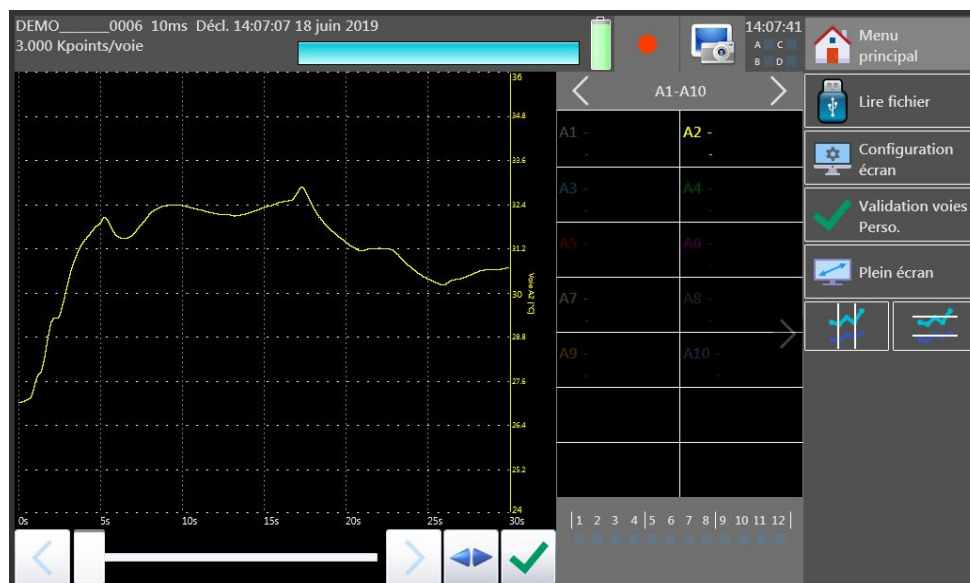 DEMO______0006 10ms Décl. 14:07:07 18 juin 2019
3.000 Kpoints/voie
14:07:41
A C
B D
Menu
principal
Lire fichier
Configuration
écran
Validation voies
Perso.
Plein écran
A1-A10
A1 -
-
A2 -
-
A3 -
-
A4 -
-
A5 -
-
A6 -
-
A7 -
-
A8 -
-
A9 -
-
A10 -
-
1 2 3 4 5 6 7 8 9 10 11 12
36
34.8
33.6
32.4
31.2
30
28.8
27.6
26.4
25.2
24
Voie A2 [°C]
0s 5s 10s 15s 20s 25s 30s